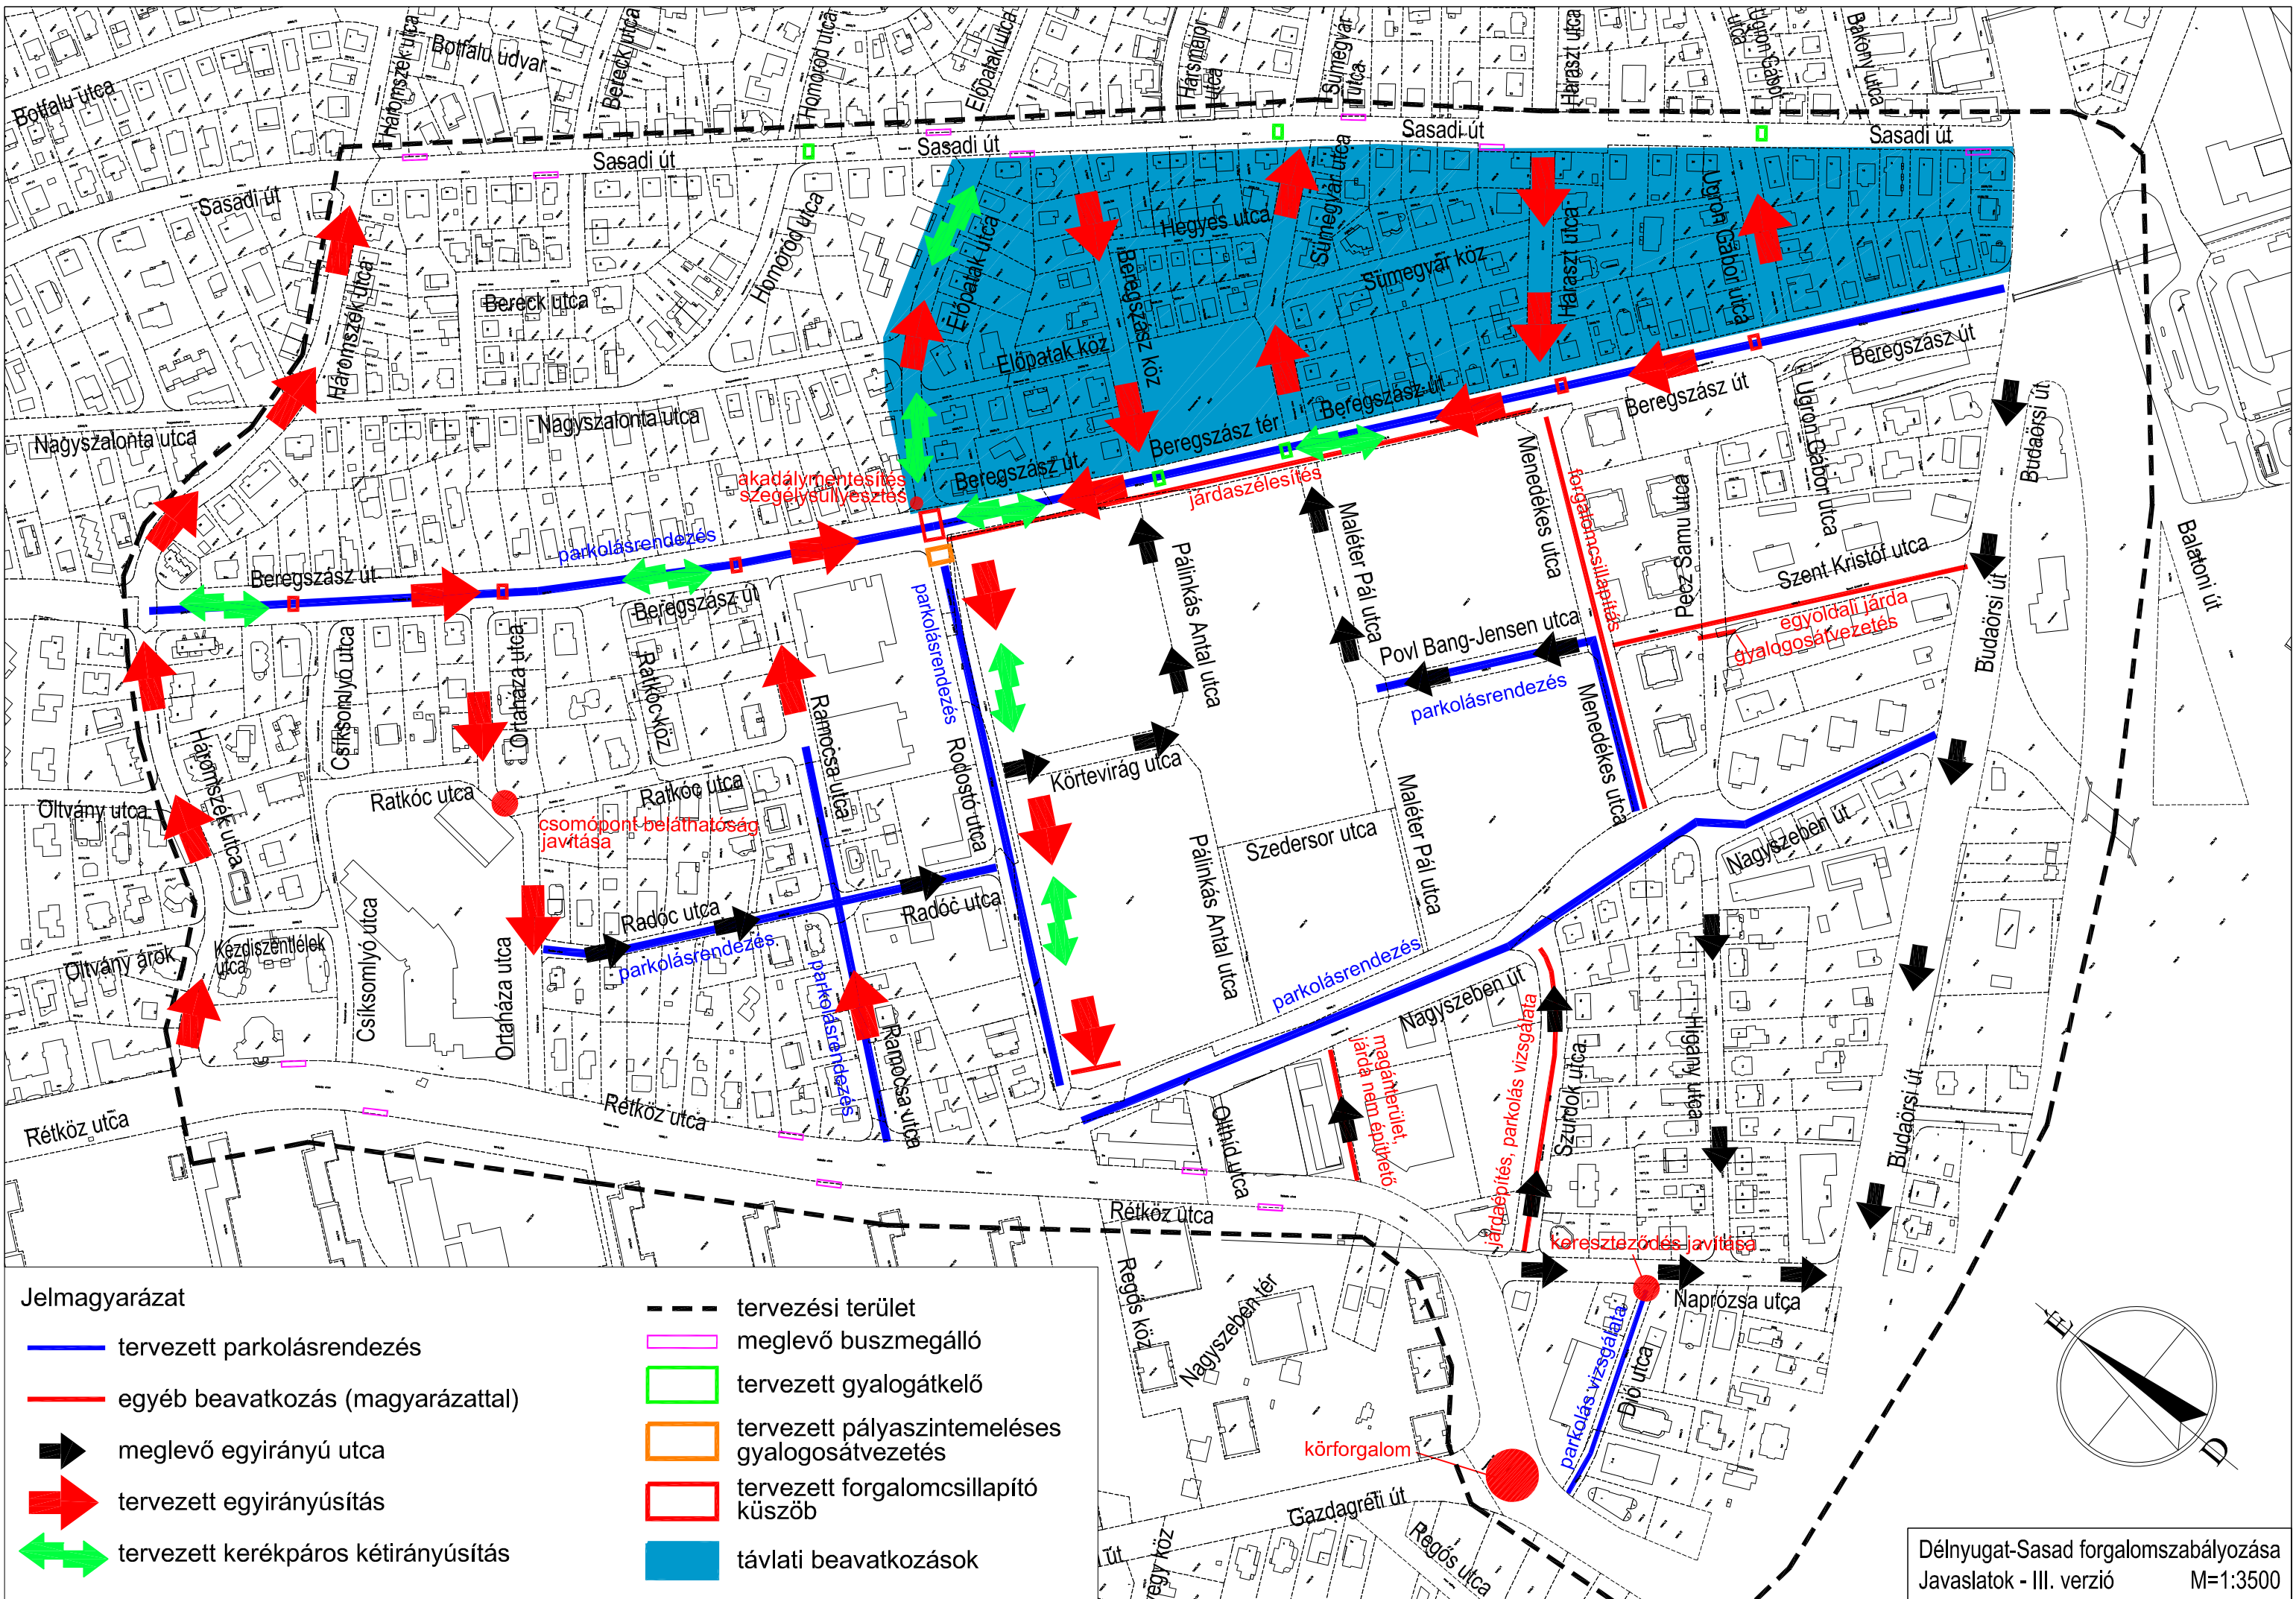 Botfalu utca
Háromszék utca
Botfalu udvar
Bereck utca
Homoród utca
Előpatak utca
Hársmajor
utca
Sümegvár
utca
Haraszt utca
Ugron Gábor
utca
Bakony utca
Sasadi út
Sasadi út
Sasadi út
Sasadi út
Sasadi út
Háromszék utca
Bereck utca
Homoród utca
Előpatak utca
Előpatak köz
Beregszász köz
Hegyes utca
Sümegvár utca
Sümegvár köz
Haraszt utca
Ugron Gábor utca
Nagyszalonta utca
Nagyszalonta utca
akadálymentesítés
szegélysüllyesztés
Beregszász út
Beregszász tér
Beregszász út
Beregszász út
Beregszász út
járdaszélesítés
Ugron Gábor utca
Budaörsi út
Balatoni út
parkolásrendezés
Beregszász út
Beregszász út
Csíksomlyó utca
Ortaháza utca
Ratkóc köz
Ramocsa utca
parkolásrendezés
Rodostó utca
Pálinkás Antal utca
Maléter Pál utca
Menedékes utca
forgalomcsillapítás
Pecz Samu utca
Szent Kristóf utca
egyoldali járda
gyalogosátvezetés
Budaörsi út
Povl Bang-Jensen utca
parkolásrendezés
Menedékes utca
Háromszék utca
Oltvány utca
Ratkóc utca
Ratkóc utca
csomópont beláthatóság
javítása
Körtevirág utca
Szedersor utca
Maléter Pál utca
Pálinkás Antal utca
Nagyszeben út
Oltvány árok
Kézdiszentlélek
utca
Csíksomlyó utca
Ortaháza utca
Radóc utca
Radóc utca
parkolásrendezés
parkolásrendezés
Ramocsa utca
parkolásrendezés
Nagyszeben út
magánterület,
járda nem építhető
járdaépítés, parkolás vizsgálata
Szurdok utca
Higany utca
Budaörsi út
Rétköz utca
Rétköz utca
Rétköz utca
Olthíd utca
kereszteződés javítása
Naprózsa utca
parkolás vizsgálata
Dió utca
Regős köz
Nagyszeben tér
körforgalom
Gazdagréti út
Regős utca
út
egy köz
É
D
Jelmagyarázat
tervezett parkolásrendezés
egyéb beavatkozás (magyarázattal)
meglevő egyirányú utca
tervezett egyirányúsítás
tervezett kerékpáros kétirányúsítás
tervezési terület
meglevő buszmegálló
tervezett gyalogátkelő
tervezett pályaszintemeléses
gyalogosátvezetés
tervezett forgalomcsillapító
küszöb
távlati beavatkozások
Délnyugat-Sasad forgalomszabályozása
Javaslatok - III. verzió M=1:3500